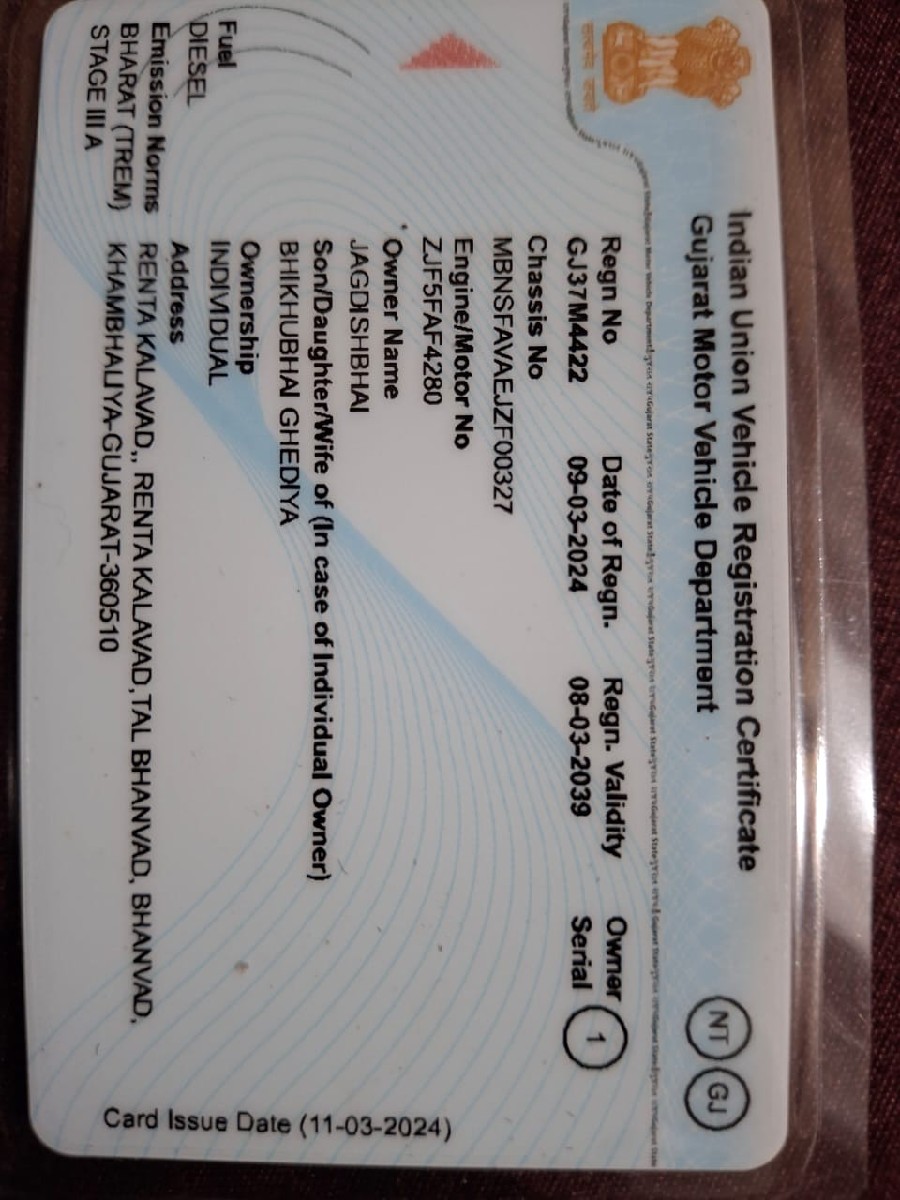 सत्यमेव जयते
Indian Union Vehicle Registration Certificate
Gujarat Motor Vehicle Department
NT GJ
Regn No Date of Regn. Regn. Validity Owner
GJ37M4422 09-03-2024 08-03-2039 Serial 1
Chassis No
MBNSFAVAEJZF00327
Engine/Motor No
ZJF5FAF4280
Owner Name
JAGDISHBHAI
Son/Daughter/Wife of (In case of Individual Owner)
BHIKHUBHAI GHEDIYA
Fuel
DIESEL
Ownership
INDIVIDUAL
Emission Norms
BHARAT (TREM)
STAGE III A
Address
RENTA KALAVAD,, RENTA KALAVAD, TAL BHANVAD, BHANVAD,
KHAMBHALIYA-GUJARAT-360510
Card Issue Date (11-03-2024)